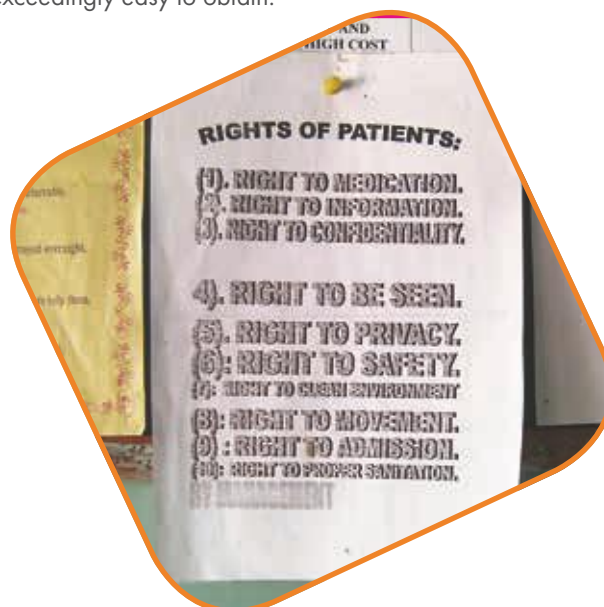 exceedingly easy to obtain.
AND
HIGH COST
RIGHTS OF PATIENTS:
(1). RIGHT TO MEDICATION.
(2). RIGHT TO INFORMATION.
(3). RIGHT TO CONFIDENTIALITY.
4). RIGHT TO BE SEEN.
(5). RIGHT TO PRIVACY.
(6): RIGHT TO SAFETY.
(7): RIGHT TO CLEAN ENVIRONMENT
(8): RIGHT TO MOVEMENT.
(9) : RIGHT TO ADMISSION.
(10): RIGHT TO PROPER SANITATION.
BY MANAGEMENT